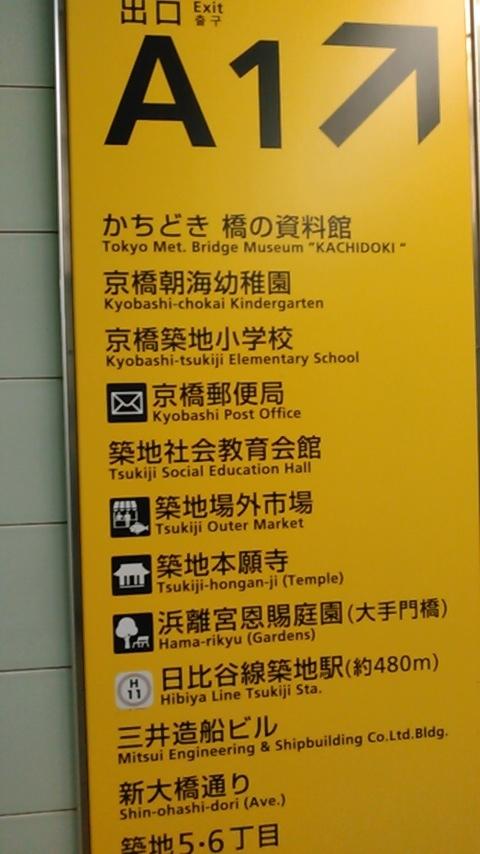 出口 Exit
출구
A1
かちどき 橋の資料館
Tokyo Met. Bridge Museum "KACHIDOKI "
京橋朝海幼稚園
Kyobashi-chokai Kindergarten
京橋築地小学校
Kyobashi-tsukiji Elementary School
京橋郵便局
Kyobashi Post Office
築地社会教育会館
Tsukiji Social Education Hall
築地場外市場
Tsukiji Outer Market
築地本願寺
Tsukiji-hongan-ji (Temple)
浜離宮恩賜庭園(大手門橋)
Hama-rikyu (Gardens)
H
11
日比谷線築地駅(約480m)
Hibiya Line Tsukiji Sta.
三井造船ビル
Mitsui Engineering & Shipbuilding Co.Ltd.Bldg.
新大橋通り
Shin-ohashi-dori (Ave.)
築地5・6丁目